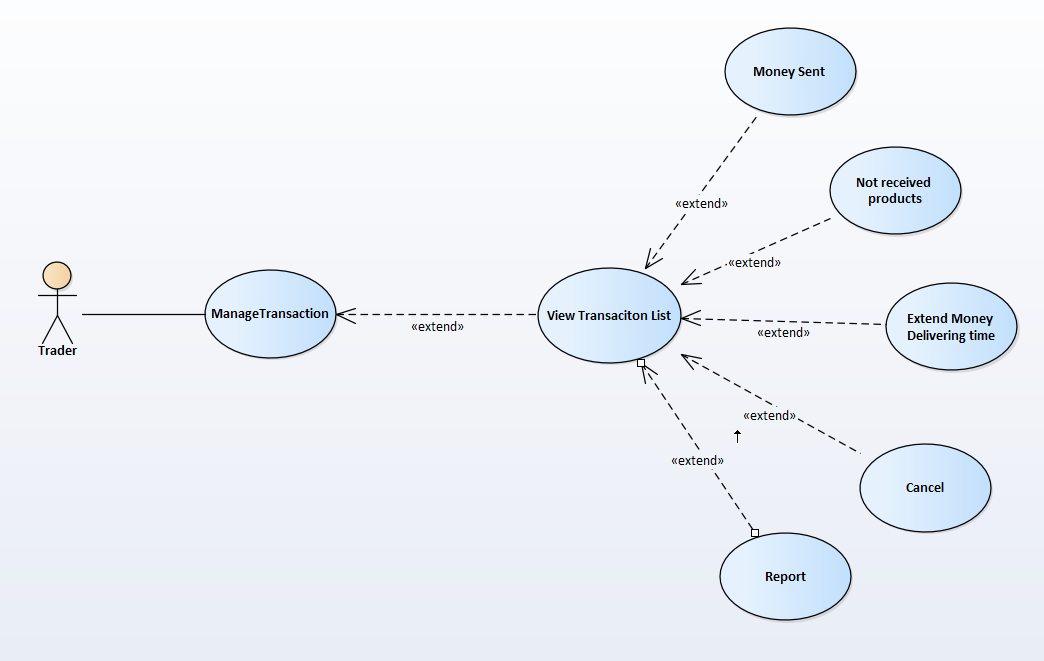 Money Sent
«extend»
Not received
products
«extend»
Trader
ManageTransaction
«extend»
View Transaciton List
Extend Money
Delivering time
«extend»
«extend»
Cancel
«extend»
Report